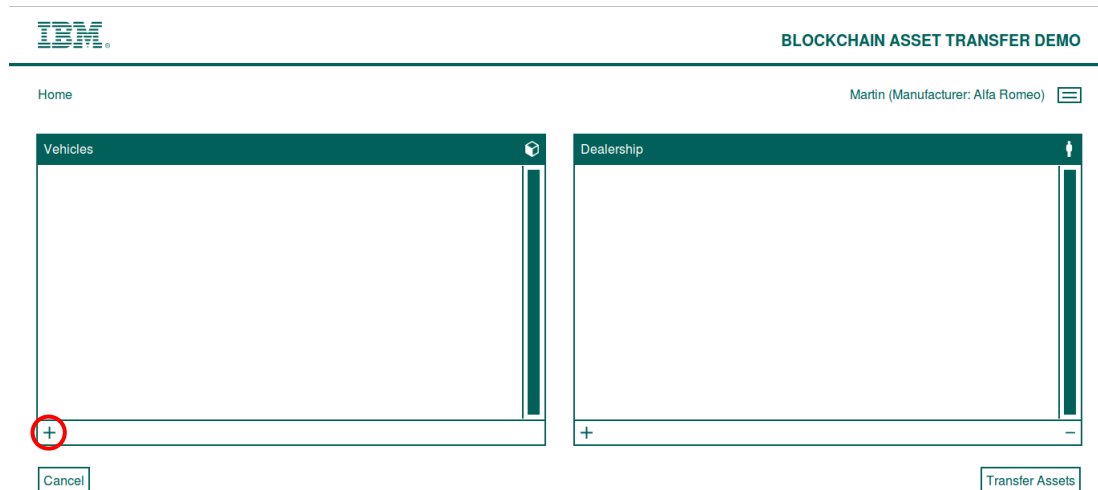 IBM®
BLOCKCHAIN ASSET TRANSFER DEMO
Home
Martin (Manufacturer: Alfa Romeo)
Vehicles
Dealership
+
+ −
Cancel
Transfer Assets